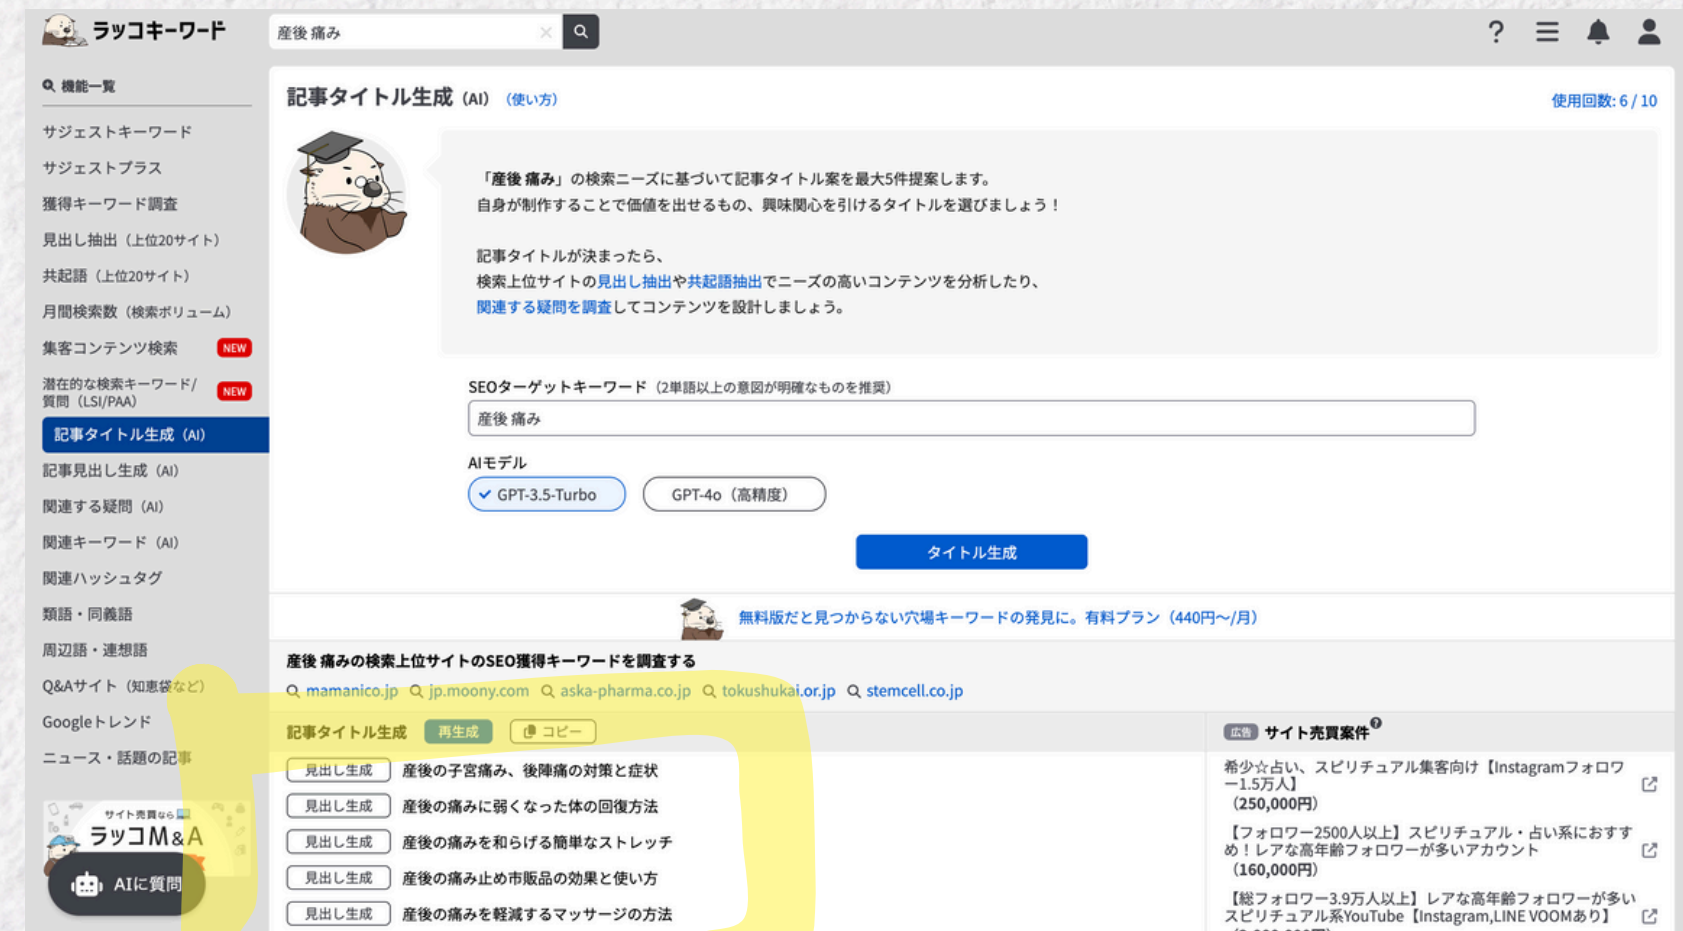 ラッコキーワード
産後 痛み
機能一覧
サジェストキーワード
サジェストプラス
獲得キーワード調査
見出し抽出（上位20サイト）
共起語（上位20サイト）
月間検索数（検索ボリューム）
集客コンテンツ検索 NEW
潜在的な検索キーワード/
質問（LSI/PAA） NEW
記事タイトル生成（AI）
記事見出し生成（AI）
関連する疑問（AI）
関連キーワード（AI）
関連ハッシュタグ
類語・同義語
周辺語・連想語
Q&Aサイト（知恵袋など）
Googleトレンド
ニュース・話題の記事
サイト売買なら
ラッコM&A
AIに質問
記事タイトル生成（AI）（使い方）
使用回数: 6 / 10
「産後 痛み」の検索ニーズに基づいて記事タイトル案を最大5件提案します。
自身が制作することで価値を出せるもの、興味関心を引けるタイトルを選びましょう！
記事タイトルが決まったら、
検索上位サイトの見出し抽出や共起語抽出でニーズの高いコンテンツを分析したり、
関連する疑問を調査してコンテンツを設計しましょう。
SEOターゲットキーワード（2単語以上の意図が明確なものを推奨）
産後 痛み
AIモデル
GPT-3.5-Turbo
GPT-4o（高精度）
タイトル生成
無料版だと見つからない穴場キーワードの発見に。有料プラン（440円〜/月）
産後 痛みの検索上位サイトのSEO獲得キーワードを調査する
mamanico.jp jp.moony.com aska-pharma.co.jp tokushukai.or.jp stemcell.co.jp
記事タイトル生成 再生成 コピー
見出し生成 産後の子宮痛み、後陣痛の対策と症状
見出し生成 産後の痛みに弱くなった体の回復方法
見出し生成 産後の痛みを和らげる簡単なストレッチ
見出し生成 産後の痛み止め市販品の効果と使い方
見出し生成 産後の痛みを軽減するマッサージの方法
広告 サイト売買案件
希少☆占い、スピリチュアル集客向け【Instagramフォロワ
ー1.5万人】
（250,000円）
【フォロワー2500人以上】スピリチュアル・占い系におすす
め！レアな高年齢フォロワーが多いアカウント
（160,000円）
【総フォロワー3.9万人以上】レアな高年齢フォロワーが多い
スピリチュアル系YouTube【Instagram,LINE VOOMあり】